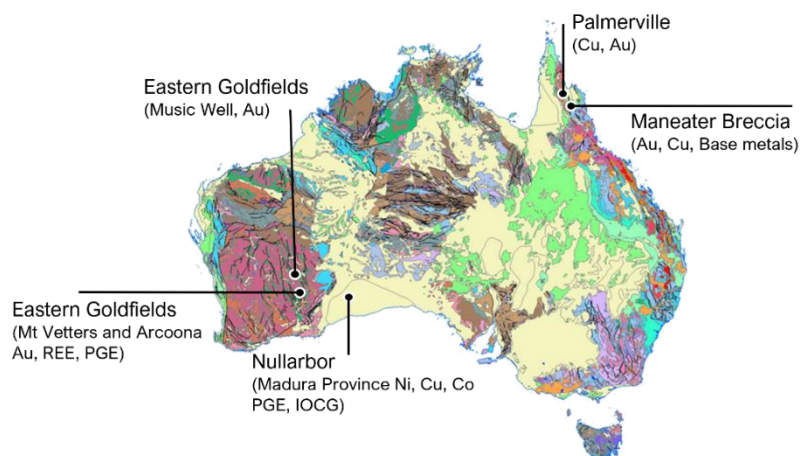 Palmerville
(Cu, Au)
Eastern Goldfields
(Music Well, Au)
Maneater Breccia
(Au, Cu, Base metals)
Eastern Goldfields
(Mt Vetters and Arcoona
Au, REE, PGE)
Nullarbor
(Madura Province Ni, Cu, Co
PGE, IOCG)